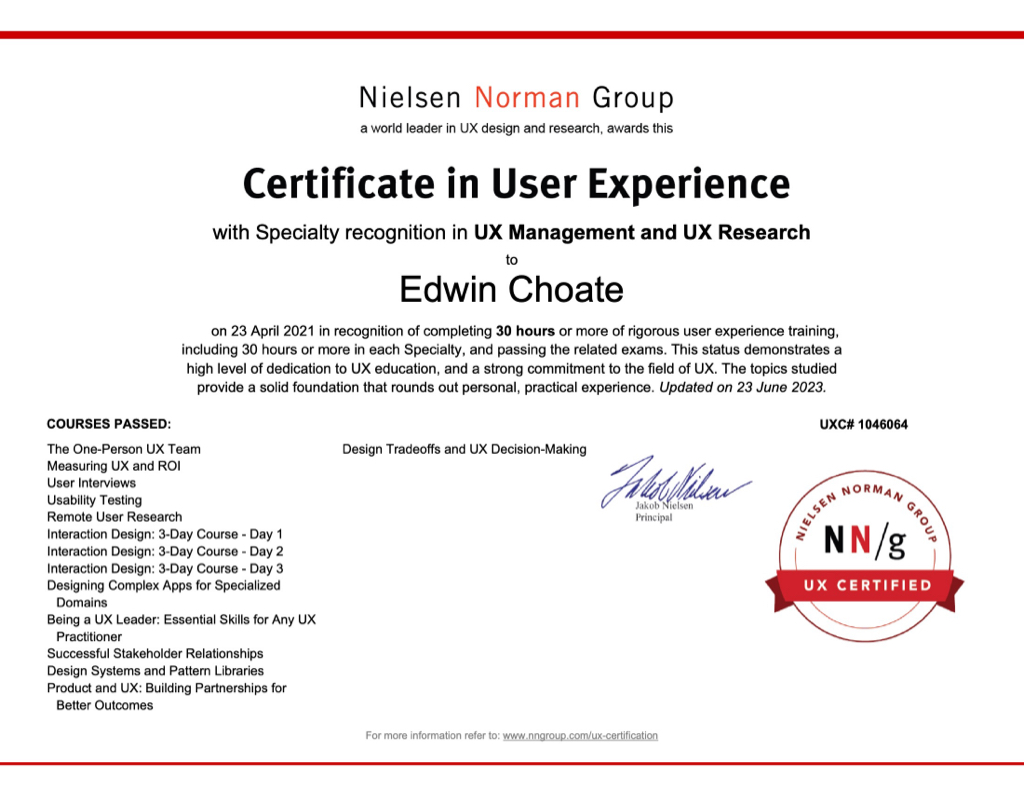 Nielsen Norman Group
a world leader in UX design and research, awards this
Certificate in User Experience
with Specialty recognition in UX Management and UX Research
to
Edwin Choate
on 23 April 2021 in recognition of completing 30 hours or more of rigorous user experience training,
including 30 hours or more in each Specialty, and passing the related exams. This status demonstrates a
high level of dedication to UX education, and a strong commitment to the field of UX. The topics studied
provide a solid foundation that rounds out personal, practical experience. Updated on 23 June 2023.
COURSES PASSED:
UXC# 1046064
The One-Person UX Team
Measuring UX and ROI
User Interviews
Usability Testing
Remote User Research
Interaction Design: 3-Day Course - Day 1
Interaction Design: 3-Day Course - Day 2
Interaction Design: 3-Day Course - Day 3
Designing Complex Apps for Specialized
Domains
Being a UX Leader: Essential Skills for Any UX
Practitioner
Successful Stakeholder Relationships
Design Systems and Pattern Libraries
Product and UX: Building Partnerships for
Better Outcomes
Design Tradeoffs and UX Decision-Making
Jakob Nielsen
Jakob Nielsen
Principal
NIELSEN NORMAN GROUP
NN/g
UX CERTIFIED
For more information refer to: www.nngroup.com/ux-certification